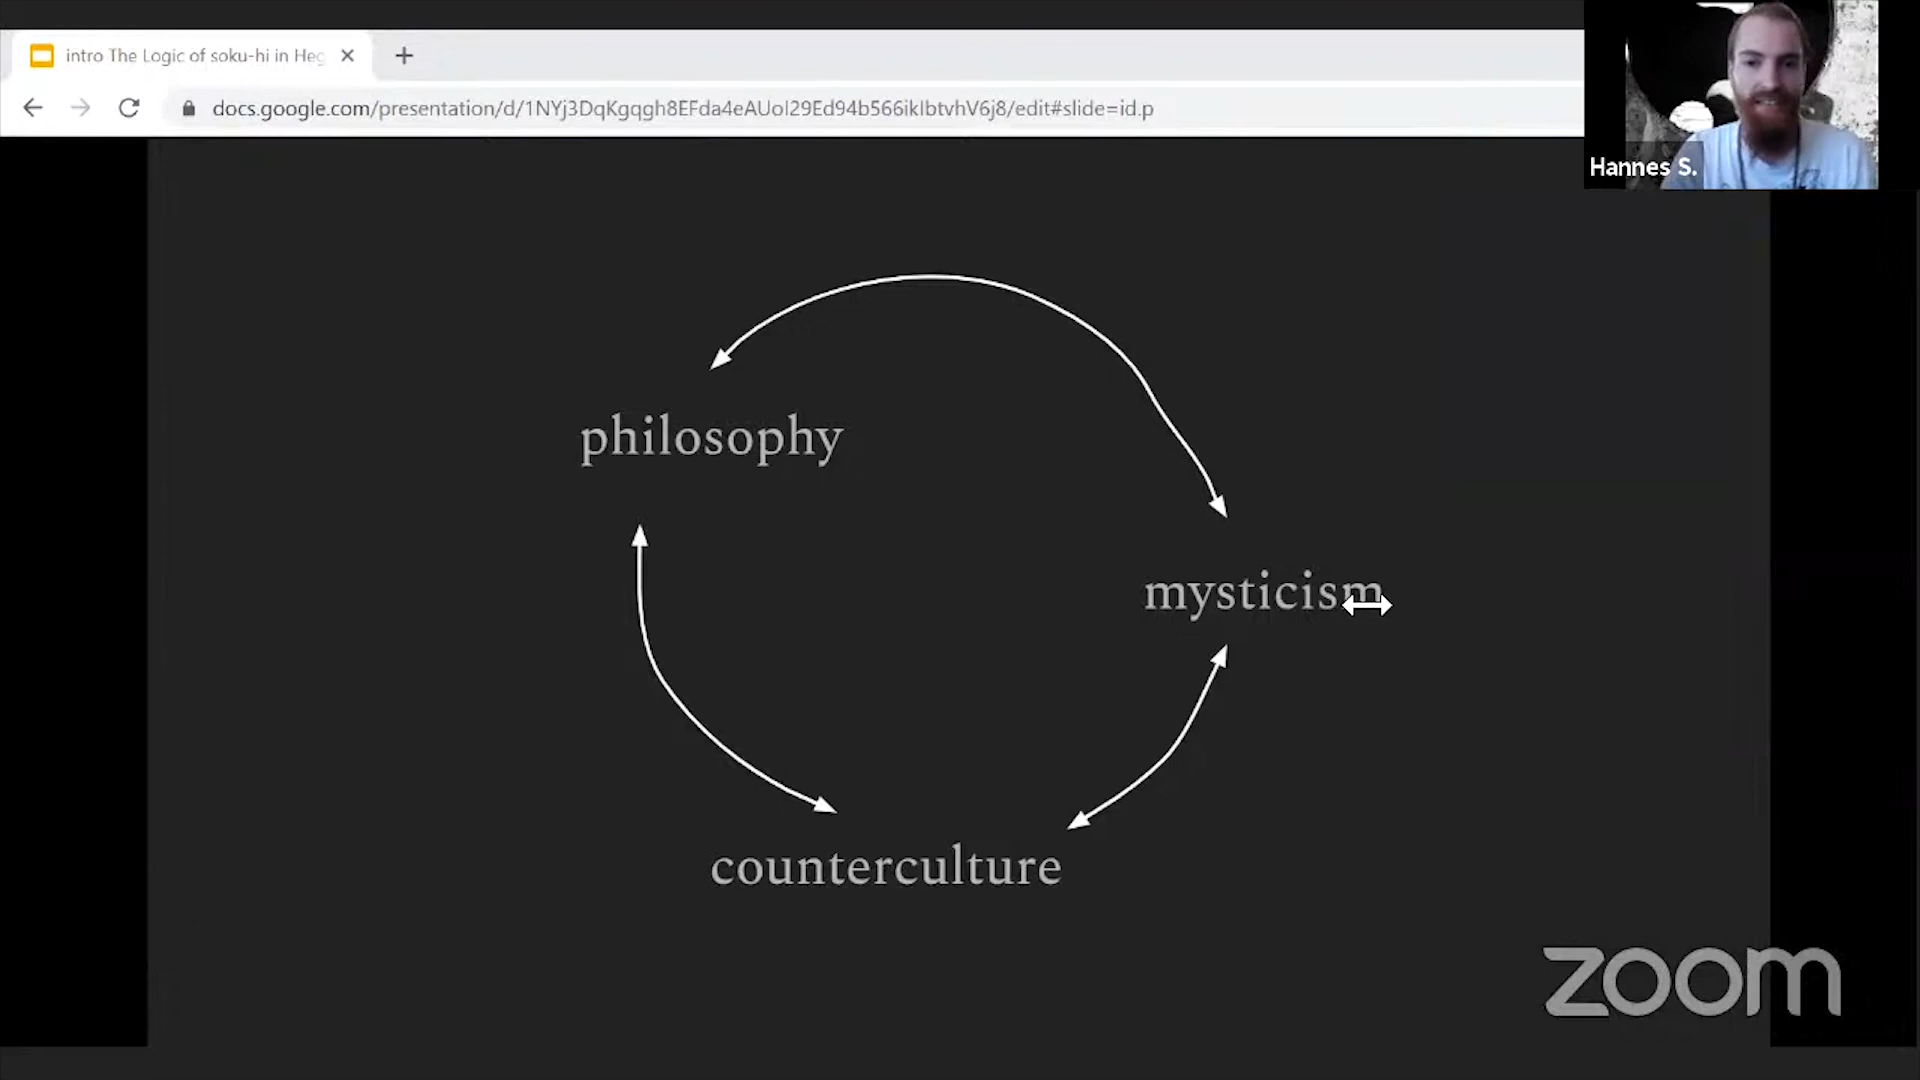 intro The Logic of soku-hi in Heg
docs.google.com/presentation/d/1NYj3DqKgqgh8EFda4eAUoI29Ed94b566ikIbtvhV6j8/edit#slide=id.p
Hannes S.
philosophy
mysticism
counterculture
zoom